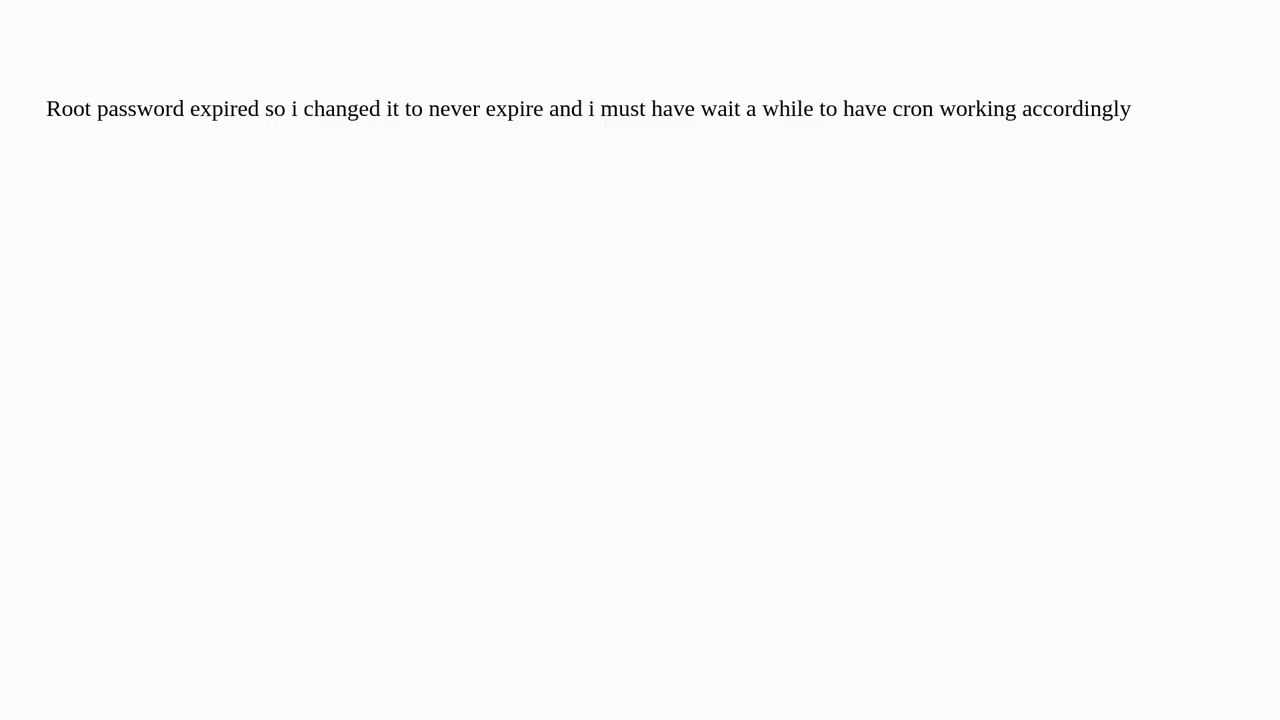 Root password expired so i changed it to never expire and i must have wait a while to have cron working accordingly